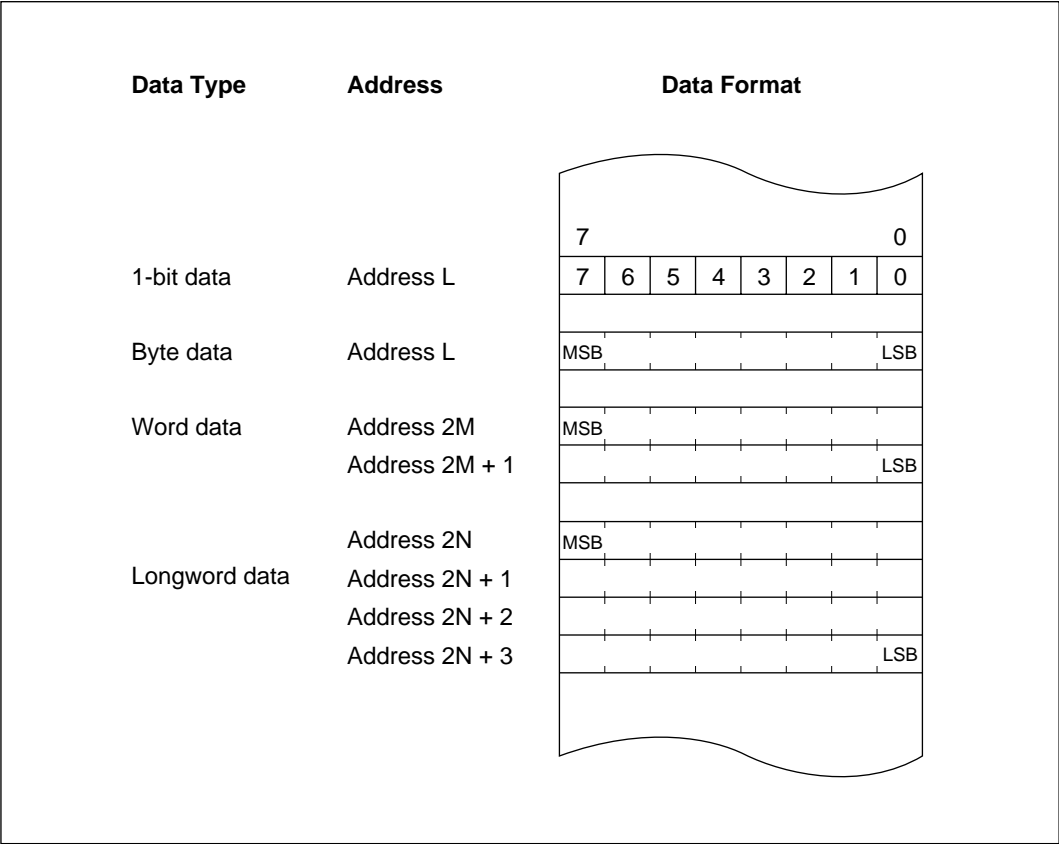 Data Type Address Data Format
7 0
1-bit data Address L 7 6 5 4 3 2 1 0
Byte data Address L MSB LSB
Word data Address 2M MSB
Address 2M + 1 LSB
Address 2N MSB
Longword data Address 2N + 1
Address 2N + 2
Address 2N + 3 LSB